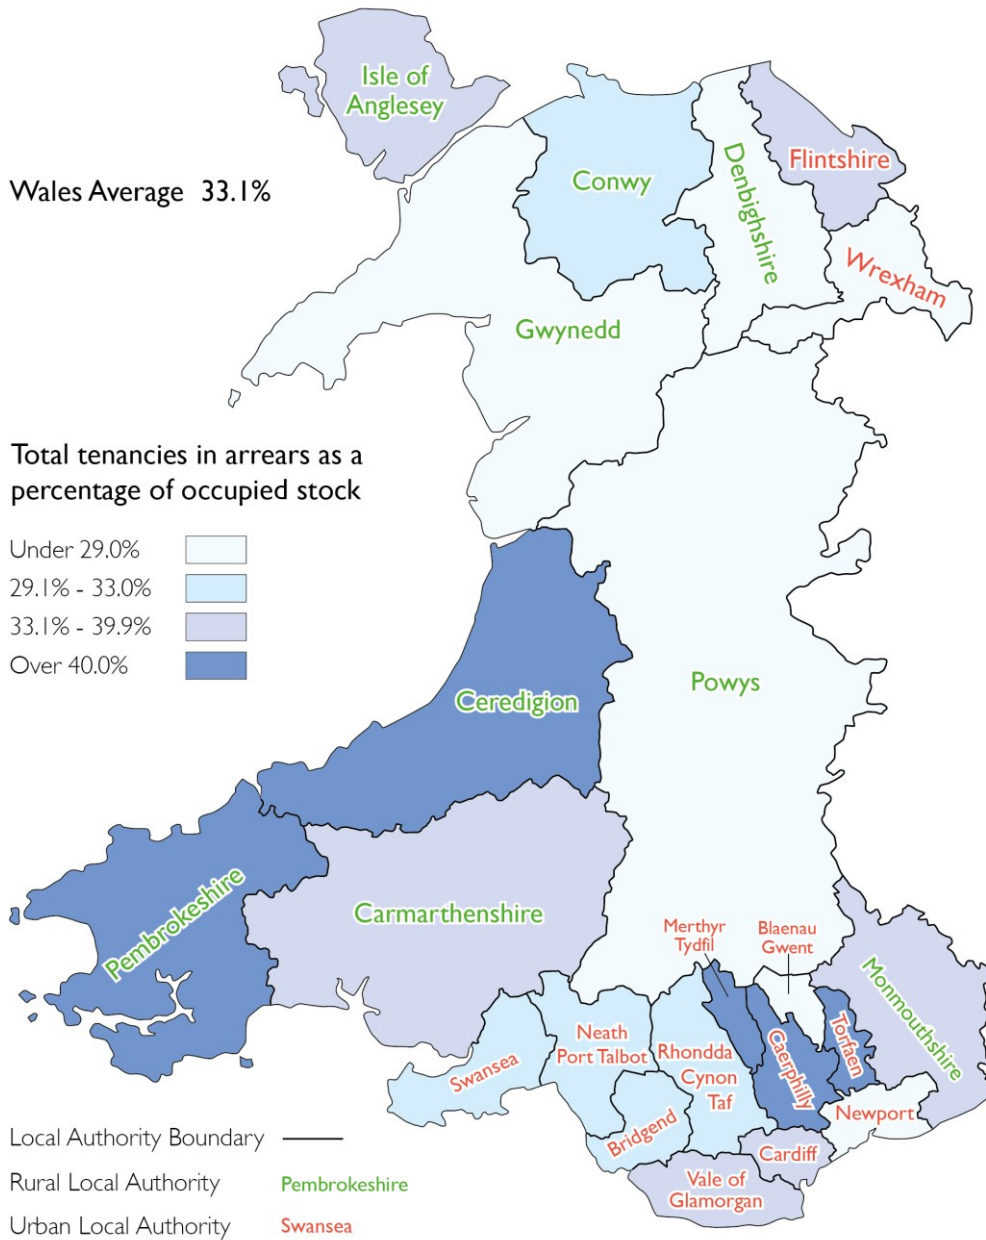 Isle of
Anglesey
Flintshire
Conwy
Denbighshire
Wales Average 33.1%
Wrexham
Gwynedd
Total tenancies in arrears as a
percentage of occupied stock
Under 29.0%
29.1% - 33.0%
33.1% - 39.9%
Over 40.0%
Ceredigion
Powys
Pembrokeshire
Carmarthenshire
Merthyr
Tydfil
Blaenau
Gwent
Monmouthshire
Torfaen
Neath
Port Talbot
Rhondda
Cynon
Taf
Caerphilly
Swansea
Newport
Bridgend
Cardiff
Vale of
Glamorgan
Local Authority Boundary
Rural Local Authority Pembrokeshire
Urban Local Authority Swansea